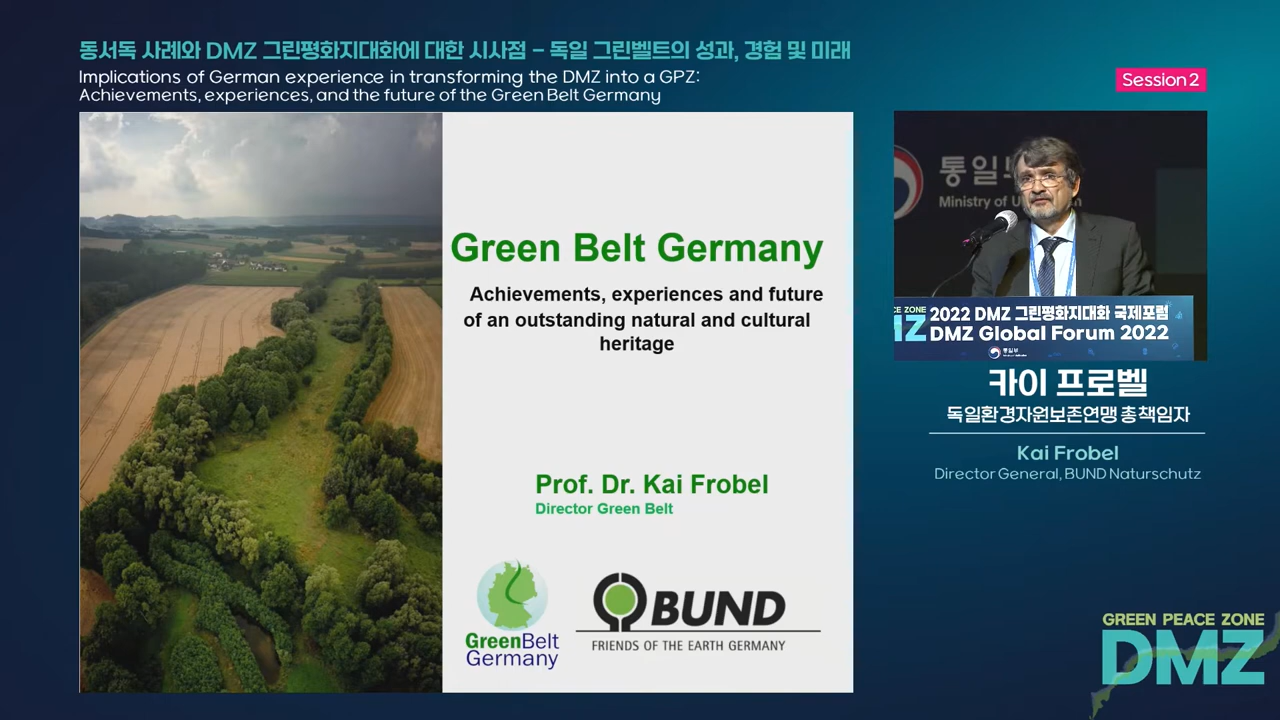 동서독 사례와 DMZ 그린평화지대화에 대한 시사점 – 독일 그린벨트의 성과, 경험 및 미래
Implications of German experience in transforming the DMZ into a GPZ:
Achievements, experiences, and the future of the Green Belt Germany
Session 2
Green Belt Germany
Achievements, experiences and future
of an outstanding natural and cultural
heritage
Prof. Dr. Kai Frobel
Director Green Belt
GreenBelt
Germany
BUND
FRIENDS OF THE EARTH GERMANY
통일
Ministry of
CE ZONE
MZ
2022 DMZ 그린평화지대화 국제포럼
DMZ Global Forum 2022
통일부
카이 프로벨
독일환경자원보존연맹 총책임자
Kai Frobel
Director General, BUND Naturschutz
GREEN PEACE ZONE
DMZ